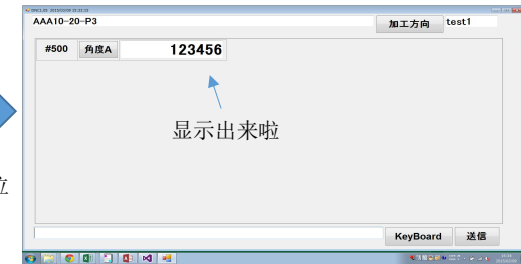 AAA10-20-P3
加工方向 test1
#500 角度A 123456
显示出来啦
位
KeyBoard 送信